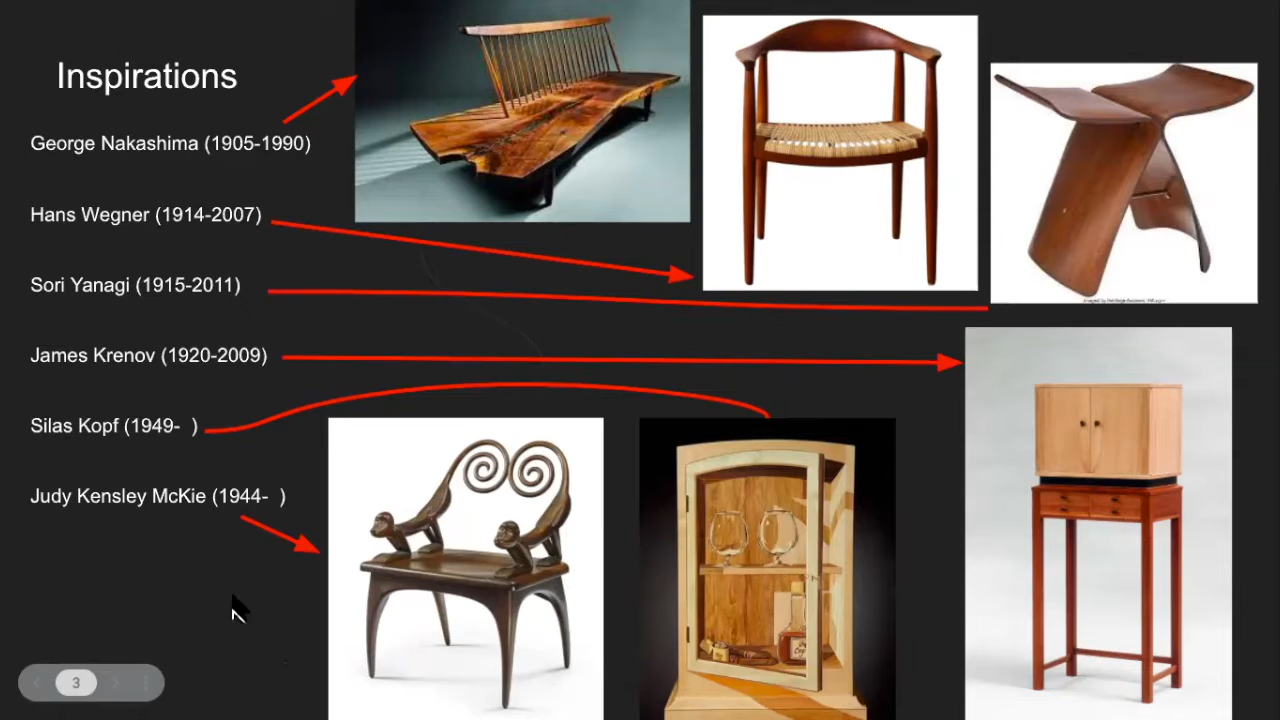 Inspirations
George Nakashima (1905-1990)
Hans Wegner (1914-2007)
Sori Yanagi (1915-2011)
James Krenov (1920-2009)
Silas Kopf (1949-  )
Judy Kensley McKie (1944-  )
3